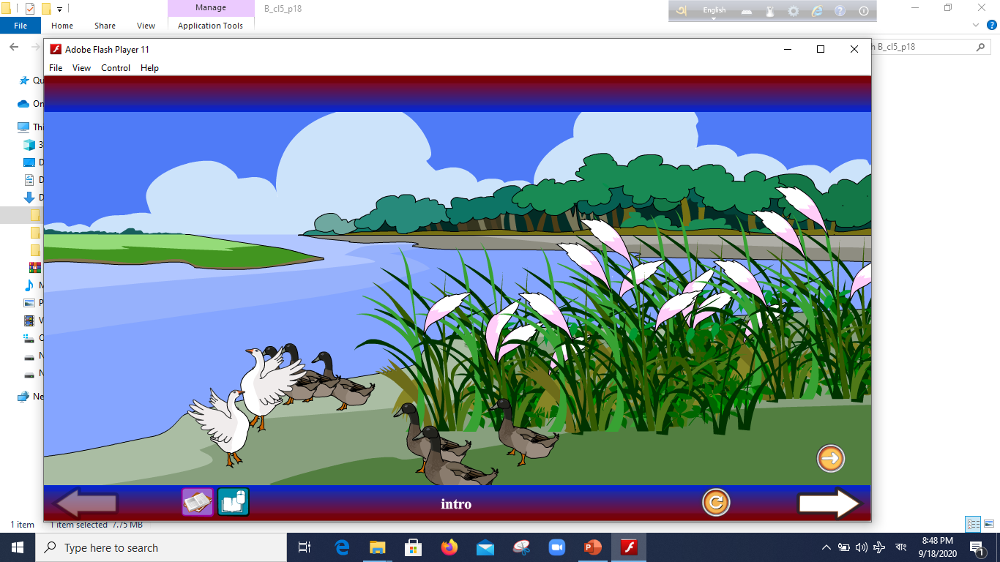 Manage
B_cl5_p18
English
File
Home
Share
View
Application Tools
B_cl5_p18
Adobe Flash Player 11
File View Control Help
intro
1 item
1 item selected 7.75 MB
Type here to search
বাং
8:48 PM
9/18/2020
1